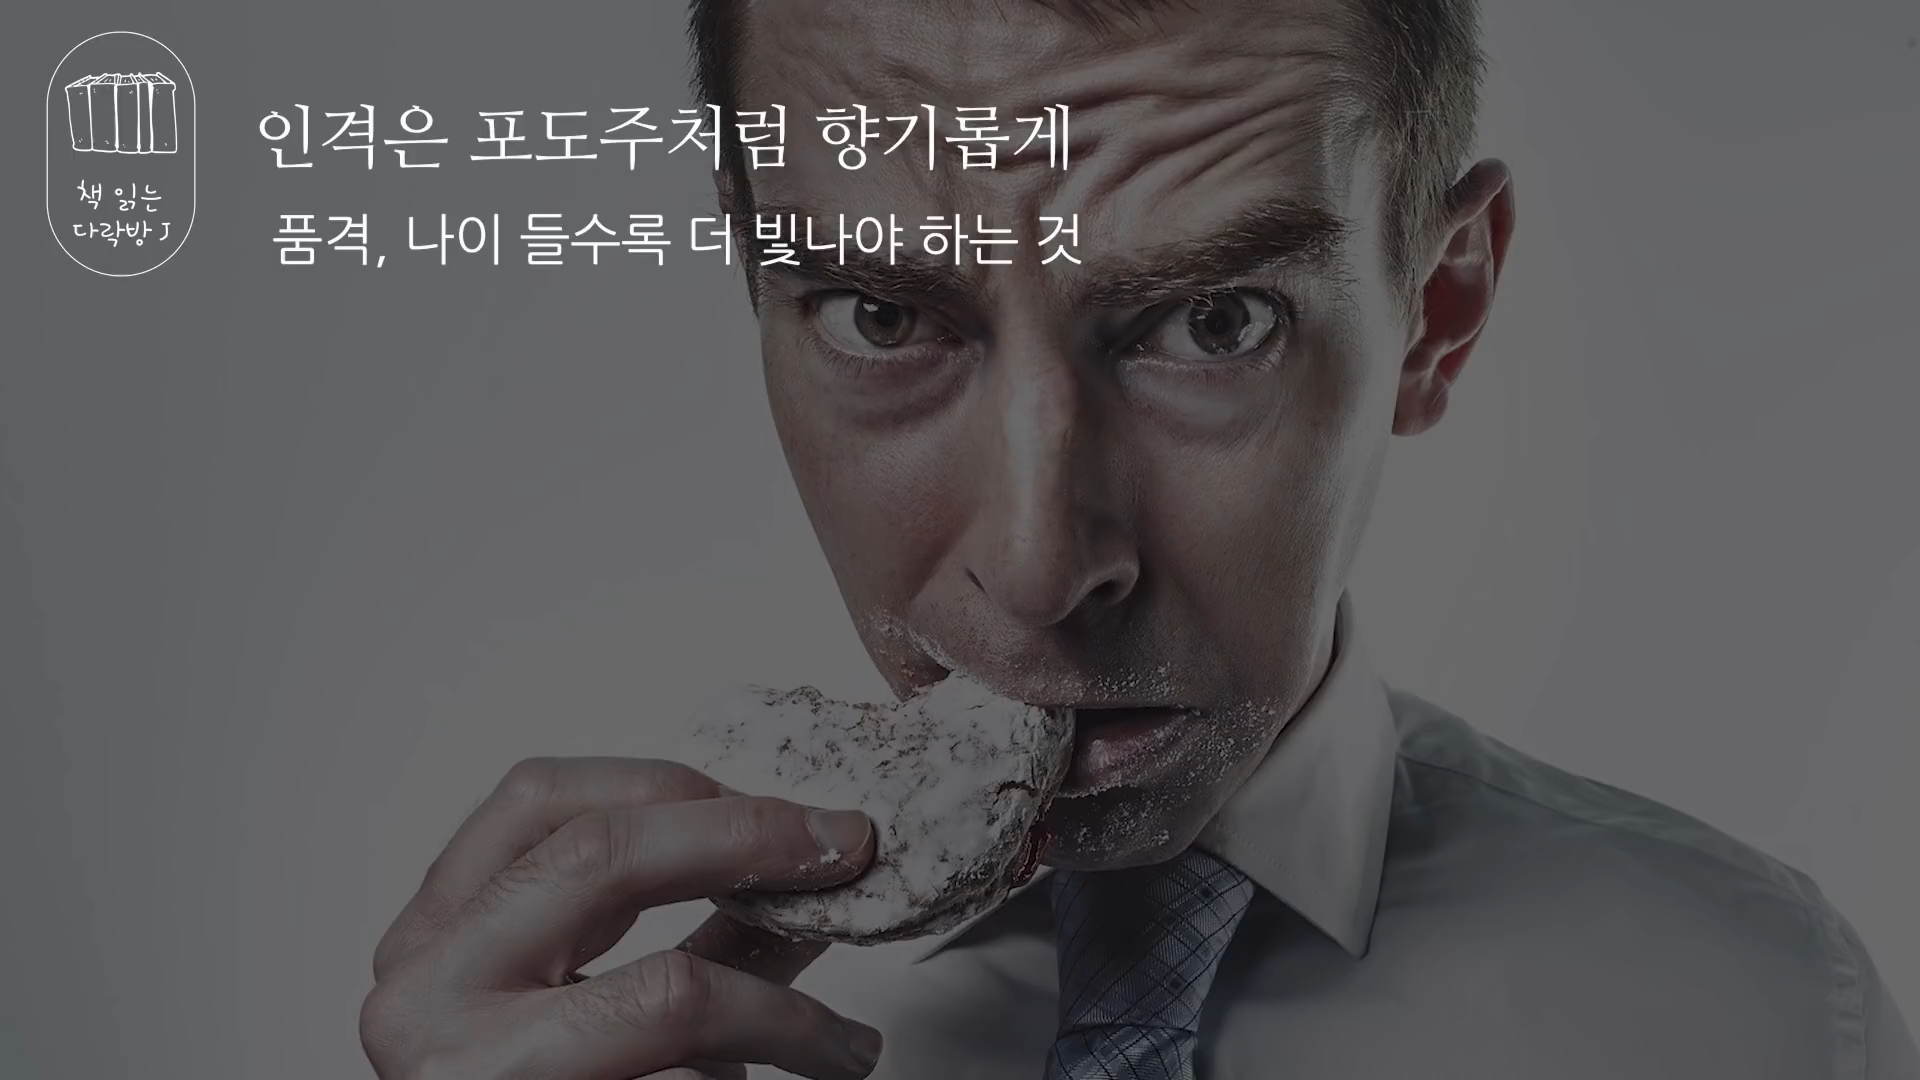 책 읽는
다락방 J
인격은 포도주처럼 향기롭게
품격, 나이 들수록 더 빛나야 하는 것